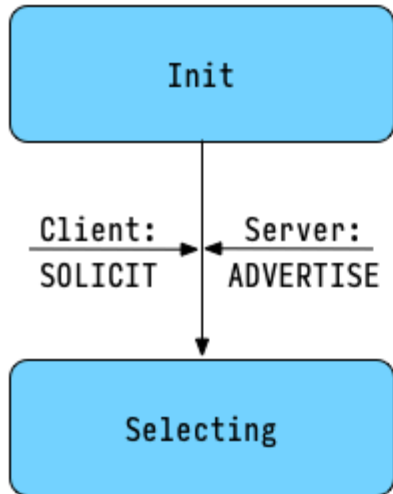 Init
Client:
SOLICIT
Server:
ADVERTISE
Selecting